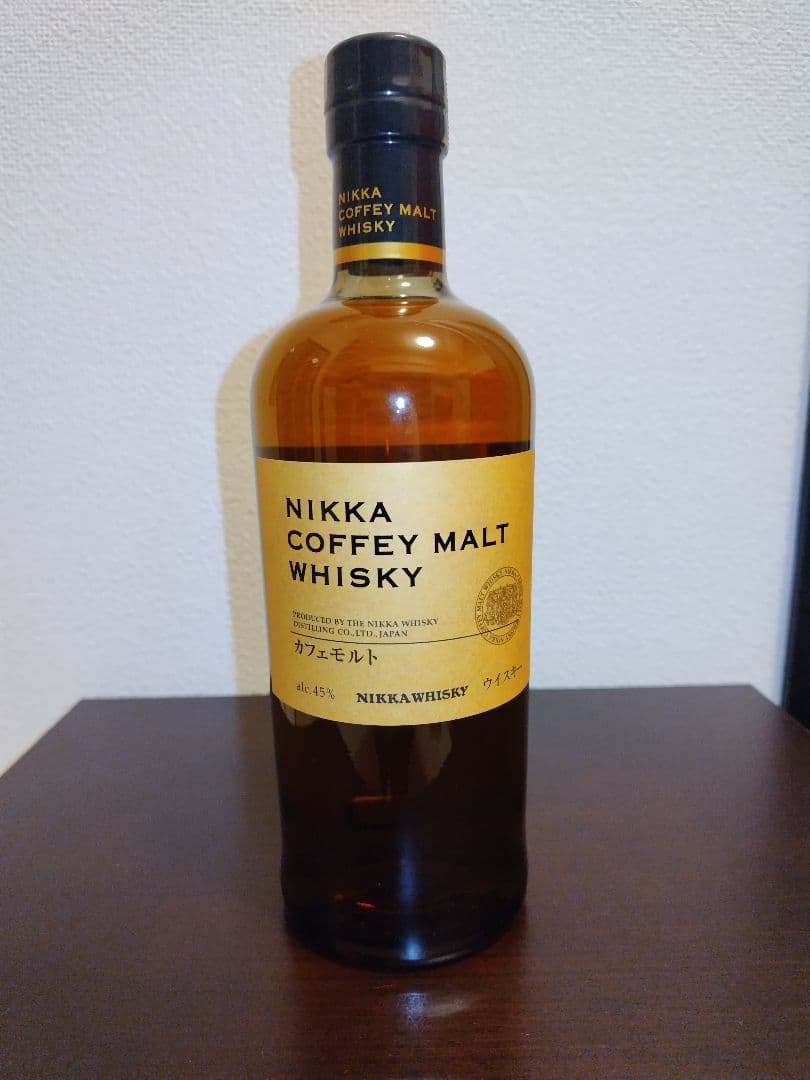 NIKKA
COFFEY MALT
WHISKY
NIKKA
COFFEY MALT
WHISKY
PRODUCED BY THE NIKKA WHISKY
DISTILLING CO.,LTD.,JAPAN
カフェモルト
alc.45%
NIKKA WHISKY
ウイスキー